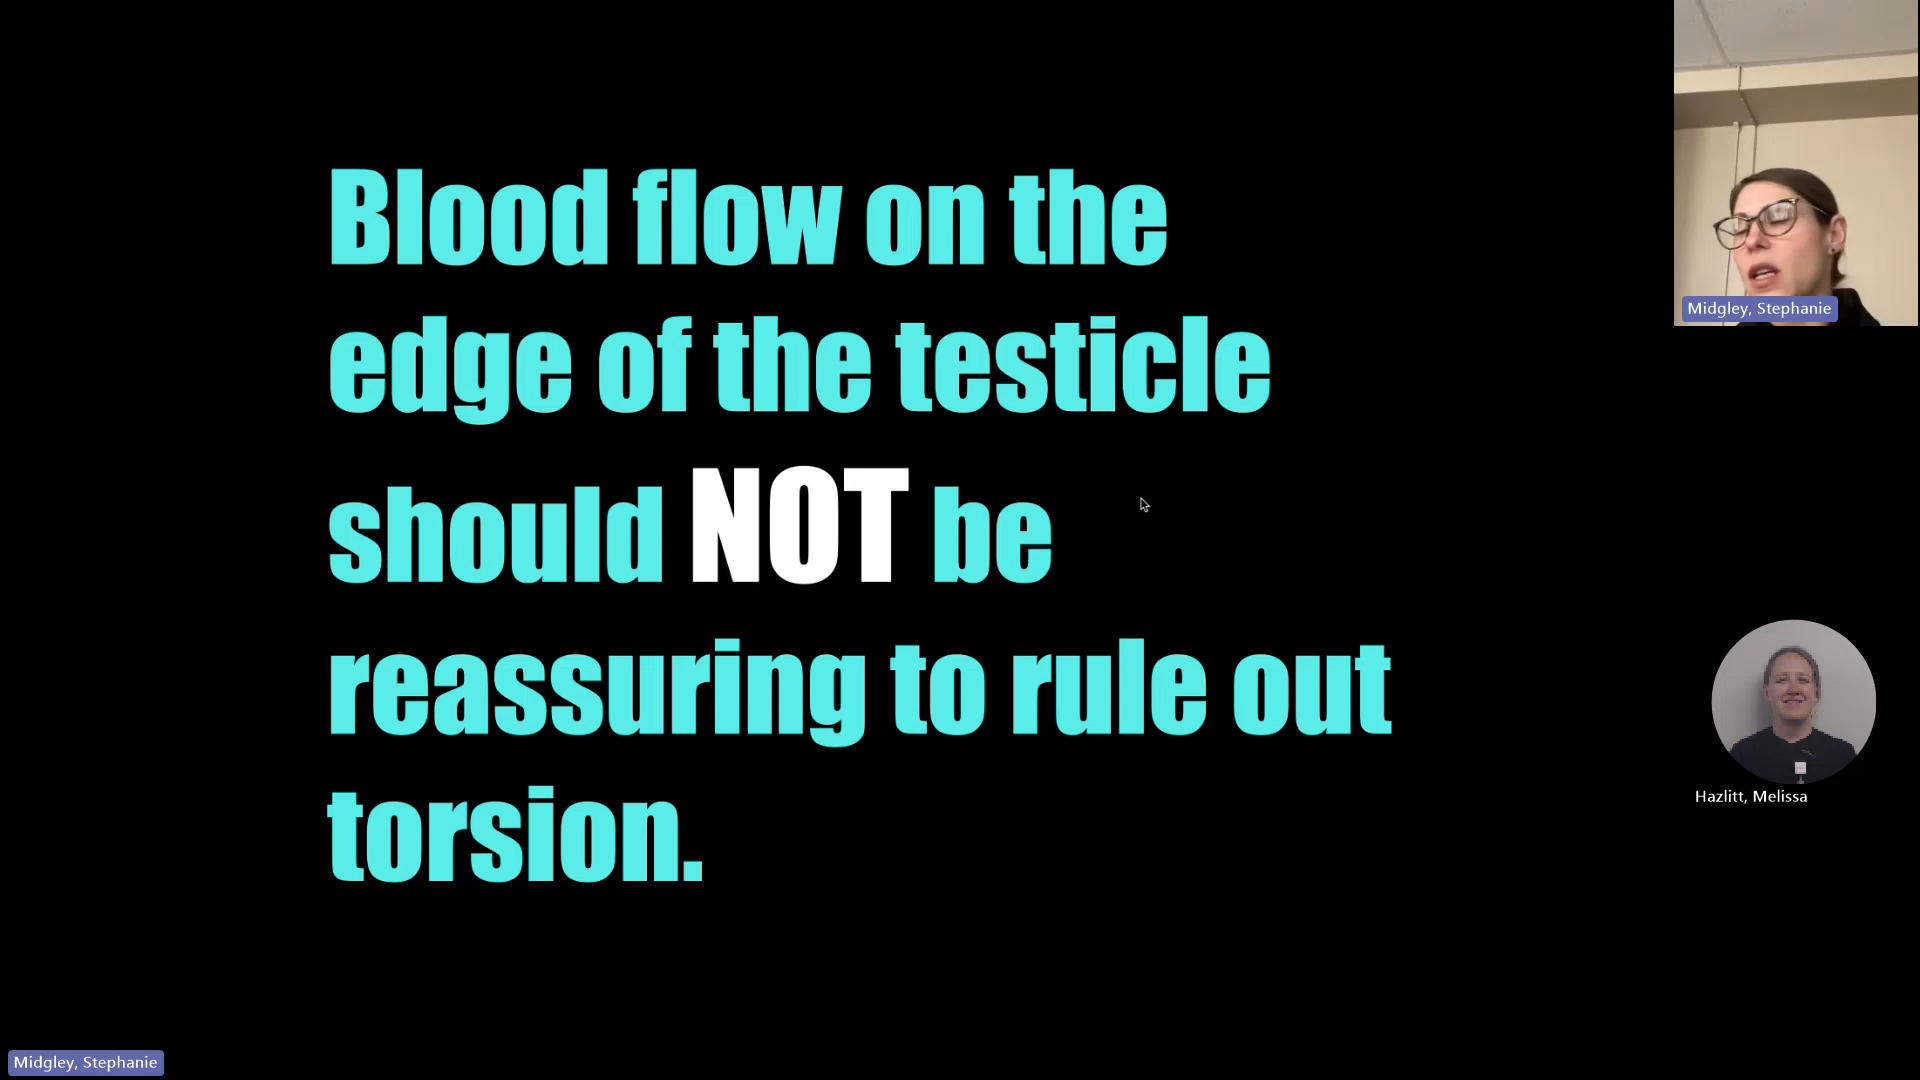 Blood flow on the
edge of the testicle
should NOT be
reassuring to rule out
torsion.
Midgley, Stephanie
Hazlitt, Melissa
Midgley, Stephanie